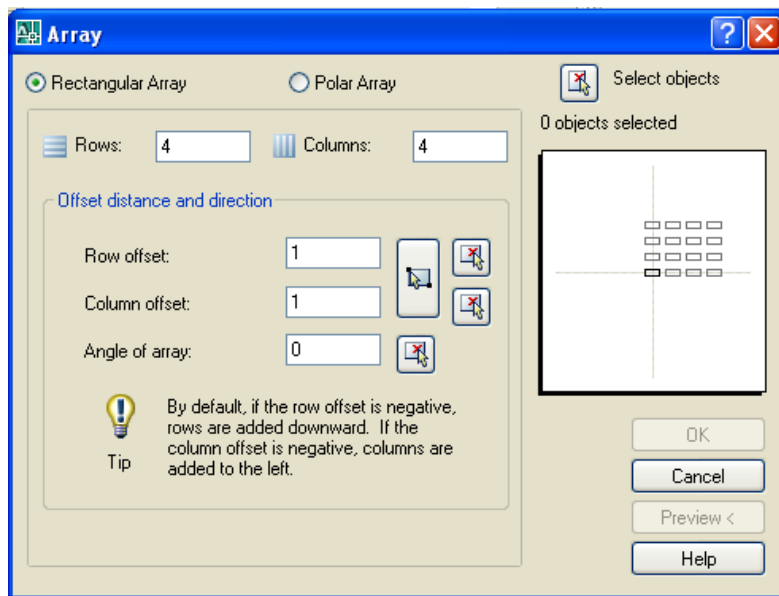 Array
Rectangular Array Polar Array Select objects
0 objects selected
Rows: 4 Columns: 4
Offset distance and direction
Row offset: 1
Column offset: 1
Angle of array: 0
By default, if the row offset is negative,
rows are added downward. If the
column offset is negative, columns are
added to the left.
Tip
OK
Cancel
Preview <
Help